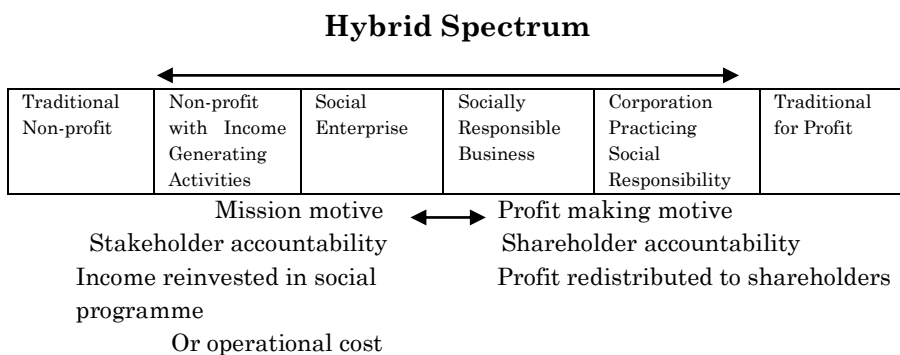 Hybrid Spectrum
Traditional
Non-profit
Non-profit
with Income
Generating
Activities
Social
Enterprise
Socially
Responsible
Business
Corporation
Practicing
Social
Responsibility
Traditional
for Profit
Mission motive
Profit making motive
Stakeholder accountability
Shareholder accountability
Income reinvested in social
programme
Profit redistributed to shareholders
Or operational cost